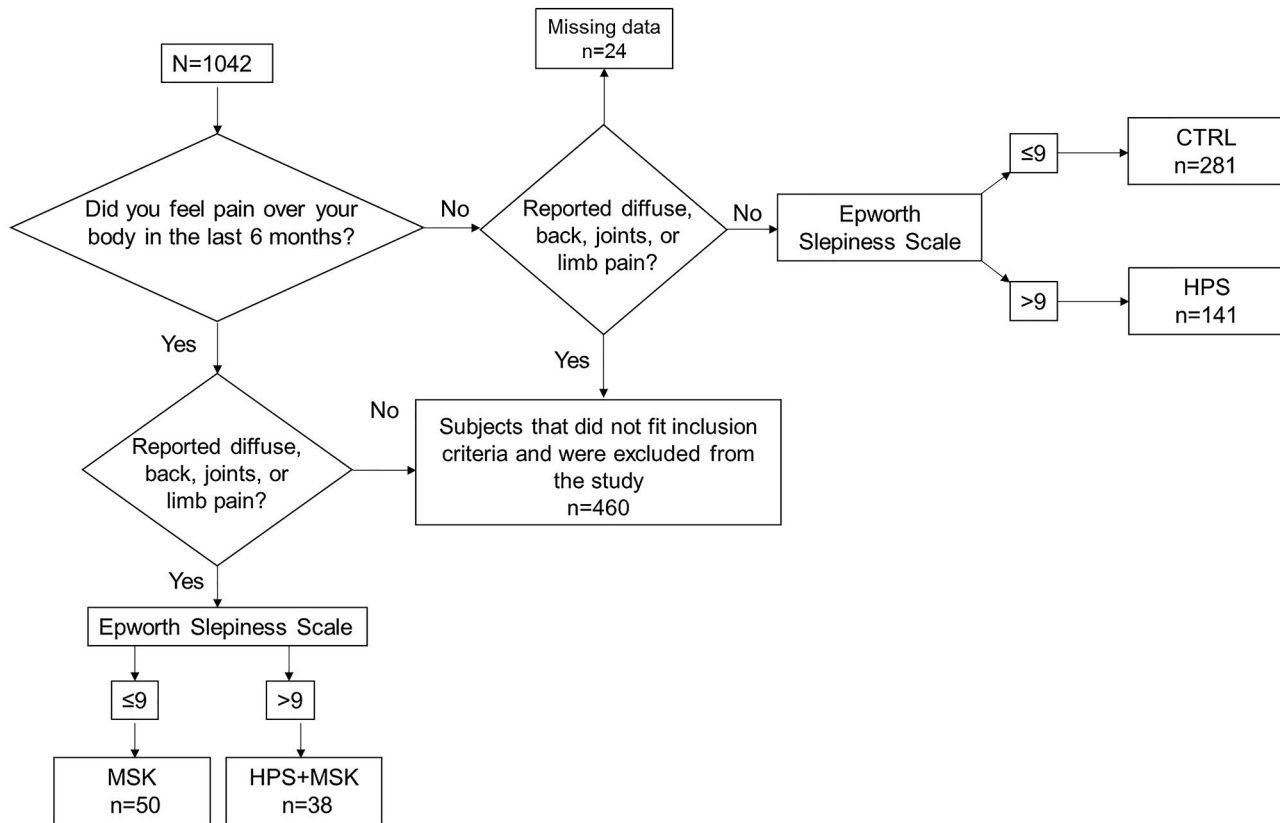 N=1042
Missing data
n=24
Did you feel pain over your
body in the last 6 months?
No
Reported diffuse,
back, joints, or
limb pain?
No
Epworth
Slepiness Scale
≤9
CTRL
n=281
>9
HPS
n=141
Yes
Yes
Reported diffuse,
back, joints, or
limb pain?
No
Subjects that did not fit inclusion
criteria and were excluded from
the study
n=460
Yes
Epworth Slepiness Scale
≤9
>9
MSK
n=50
HPS+MSK
n=38